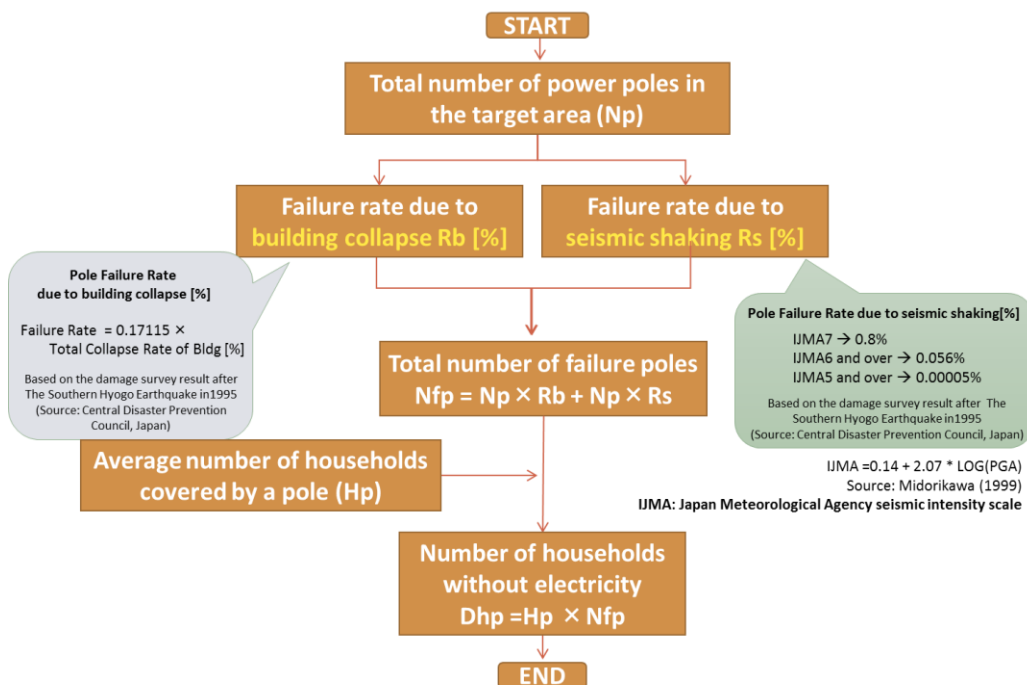 START
Total number of power poles in
the target area (Np)
Failure rate due to
building collapse Rb [%]
Failure rate due to
seismic shaking Rs [%]
Pole Failure Rate
due to building collapse [%]
Failure Rate = 0.17115 ×
Total Collapse Rate of Bldg [%]
Based on the damage survey result after
The Southern Hyogo Earthquake in1995
(Source: Central Disaster Prevention
Council, Japan)
Pole Failure Rate due to seismic shaking[%]
IJMA7 → 0.8%
IJMA6 and over → 0.056%
IJMA5 and over → 0.00005%
Based on the damage survey result after The
Southern Hyogo Earthquake in1995
(Source: Central Disaster Prevention Council, Japan)
Total number of failure poles
Nfp = Np × Rb + Np × Rs
Average number of households
covered by a pole (Hp)
IJMA =0.14 + 2.07 * LOG(PGA)
Source: Midorikawa (1999)
IJMA: Japan Meteorological Agency seismic intensity scale
Number of households
without electricity
Dhp =Hp × Nfp
END